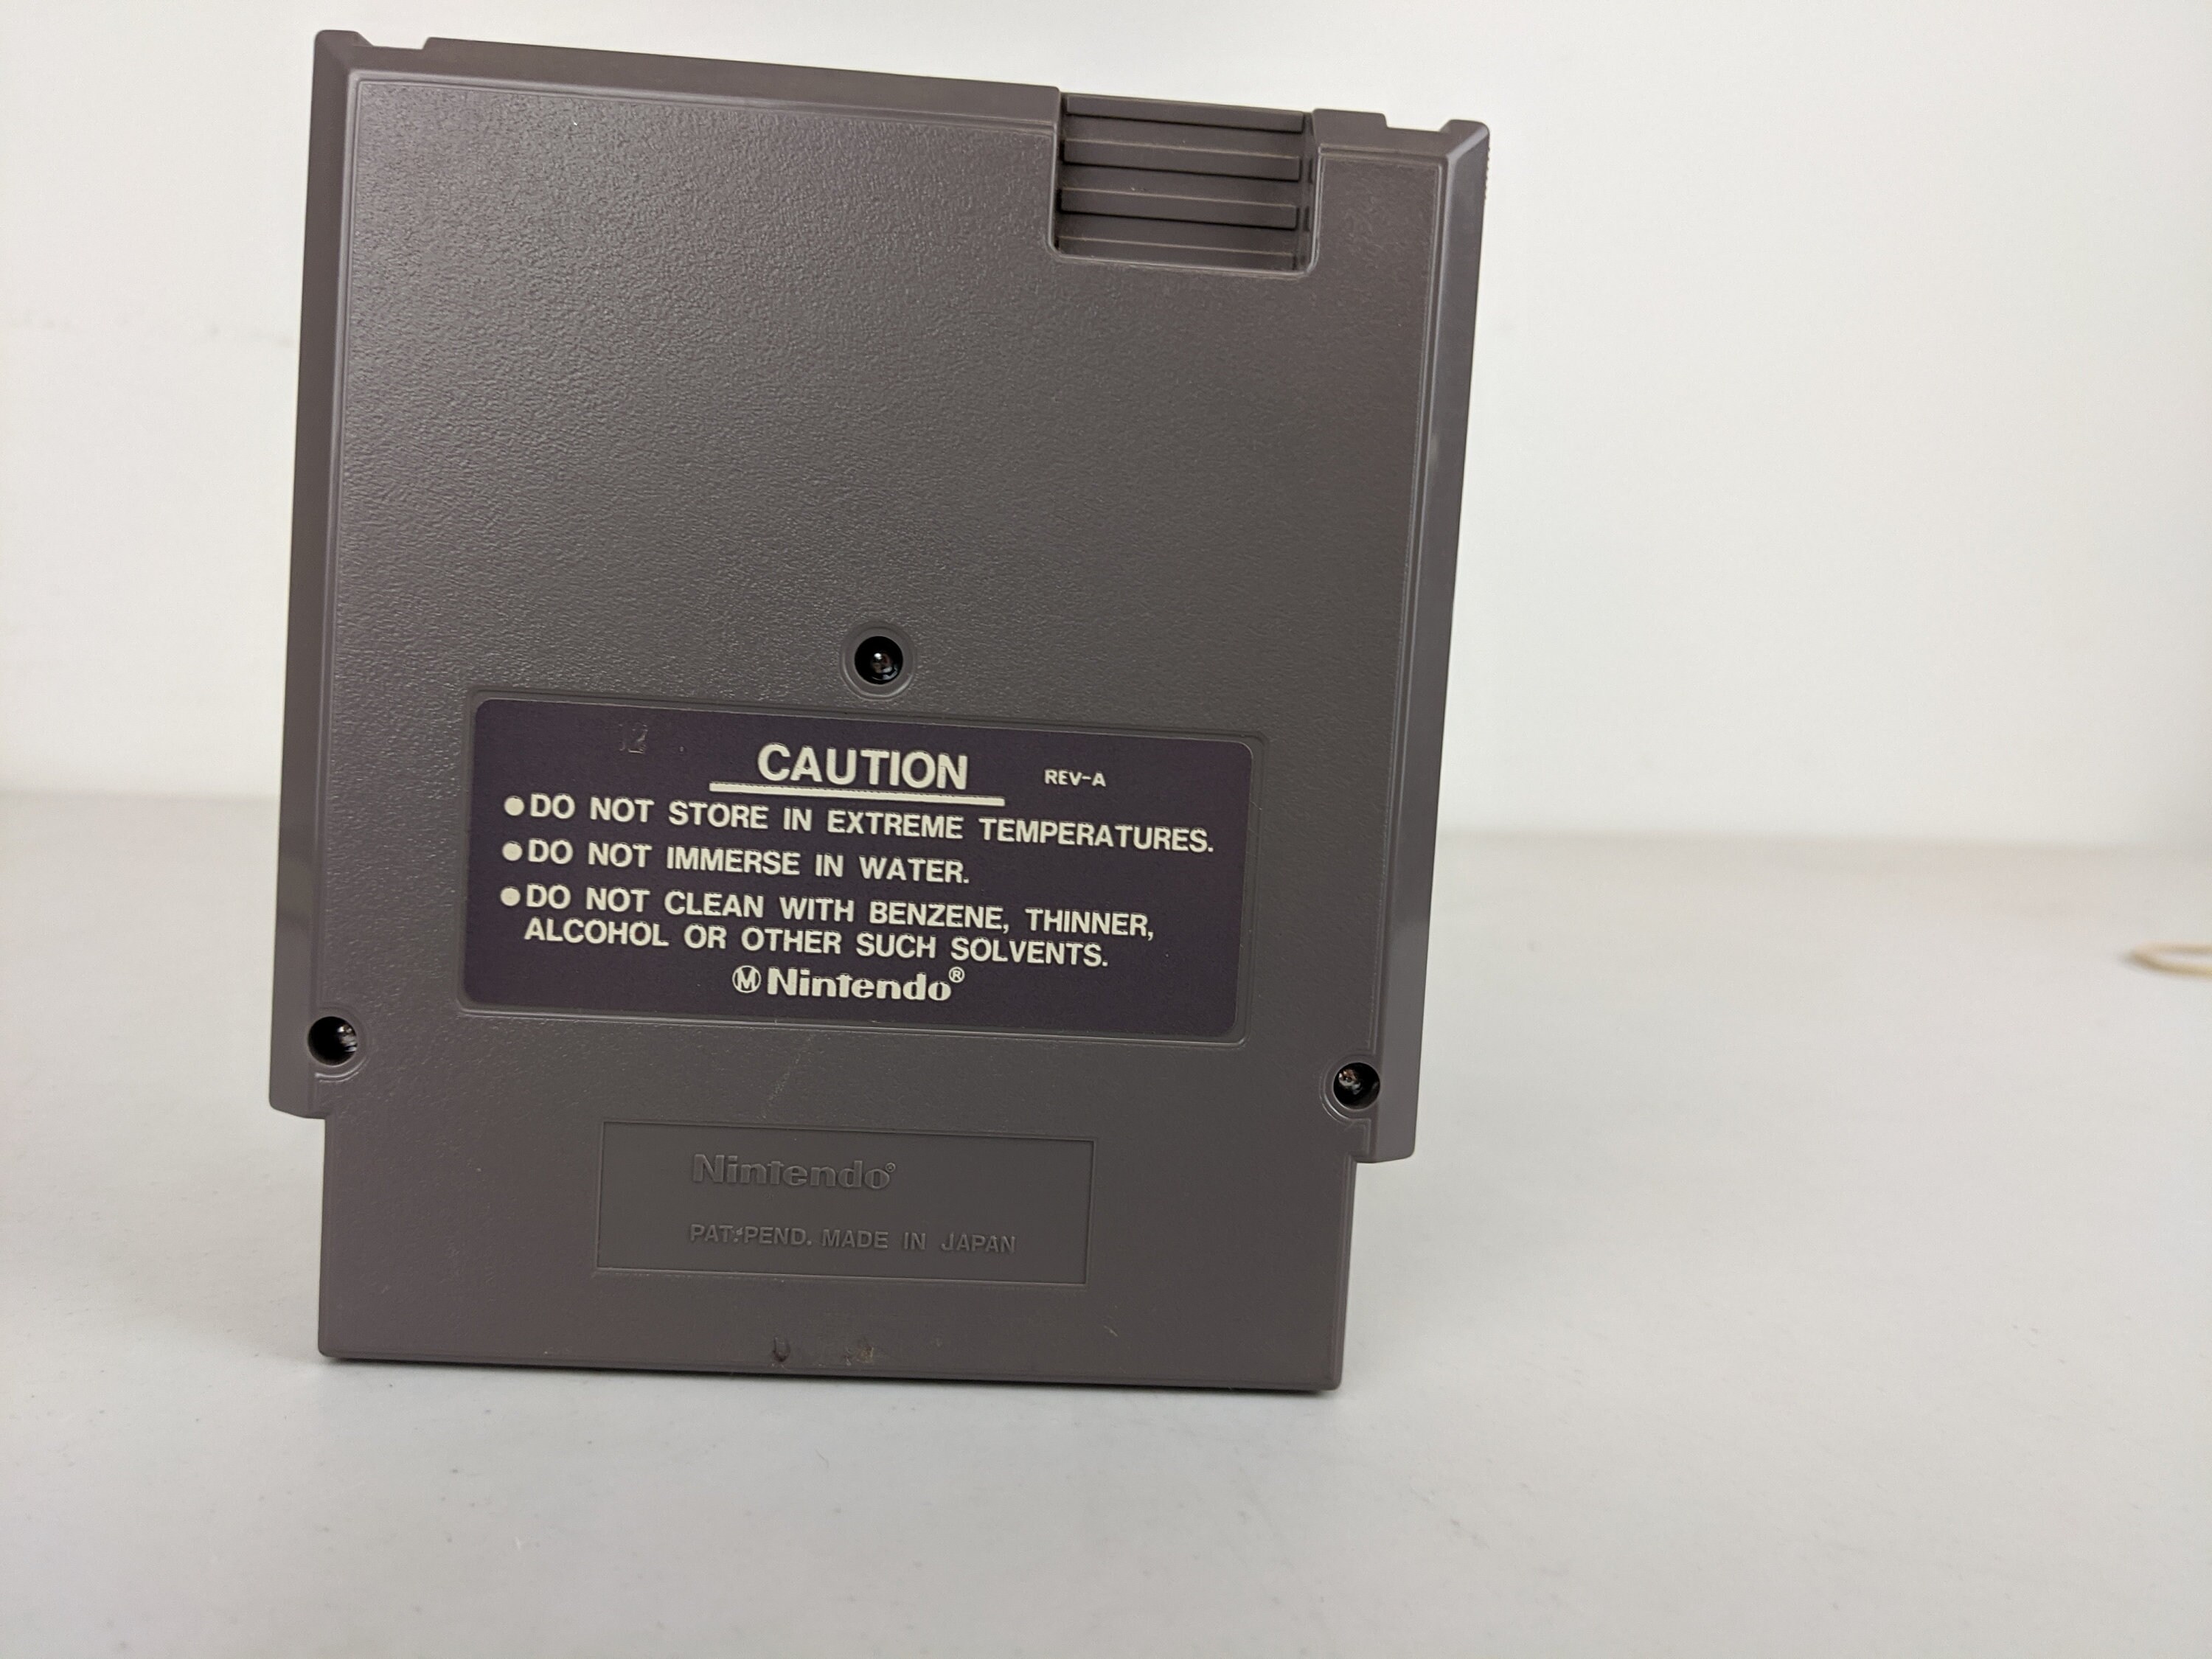 12
CAUTION REV-A
●DO NOT STORE IN EXTREME TEMPERATURES.
●DO NOT IMMERSE IN WATER.
●DO NOT CLEAN WITH BENZENE, THINNER,
ALCOHOL OR OTHER SUCH SOLVENTS.
Ⓜ Nintendo®
Nintendo®
PAT. PEND. MADE IN JAPAN